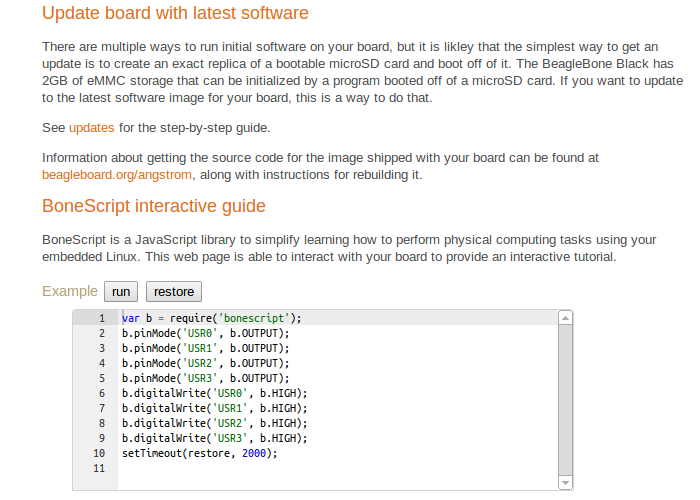 Update board with latest software
There are multiple ways to run initial software on your board, but it is likley that the simplest way to get an
update is to create an exact replica of a bootable microSD card and boot off of it. The BeagleBone Black has
2GB of eMMC storage that can be initialized by a program booted off of a microSD card. If you want to update
to the latest software image for your board, this is a way to do that.
See updates for the step-by-step guide.
Information about getting the source code for the image shipped with your board can be found at
beagleboard.org/angstrom, along with instructions for rebuilding it.
BoneScript interactive guide
BoneScript is a JavaScript library to simplify learning how to perform physical computing tasks using your
embedded Linux. This web page is able to interact with your board to provide an interactive tutorial.
Example run restore
1 var b = require('bonescript');
2 b.pinMode('USR0', b.OUTPUT);
3 b.pinMode('USR1', b.OUTPUT);
4 b.pinMode('USR2', b.OUTPUT);
5 b.pinMode('USR3', b.OUTPUT);
6 b.digitalWrite('USR0', b.HIGH);
7 b.digitalWrite('USR1', b.HIGH);
8 b.digitalWrite('USR2', b.HIGH);
9 b.digitalWrite('USR3', b.HIGH);
10 setTimeout(restore, 2000);
11